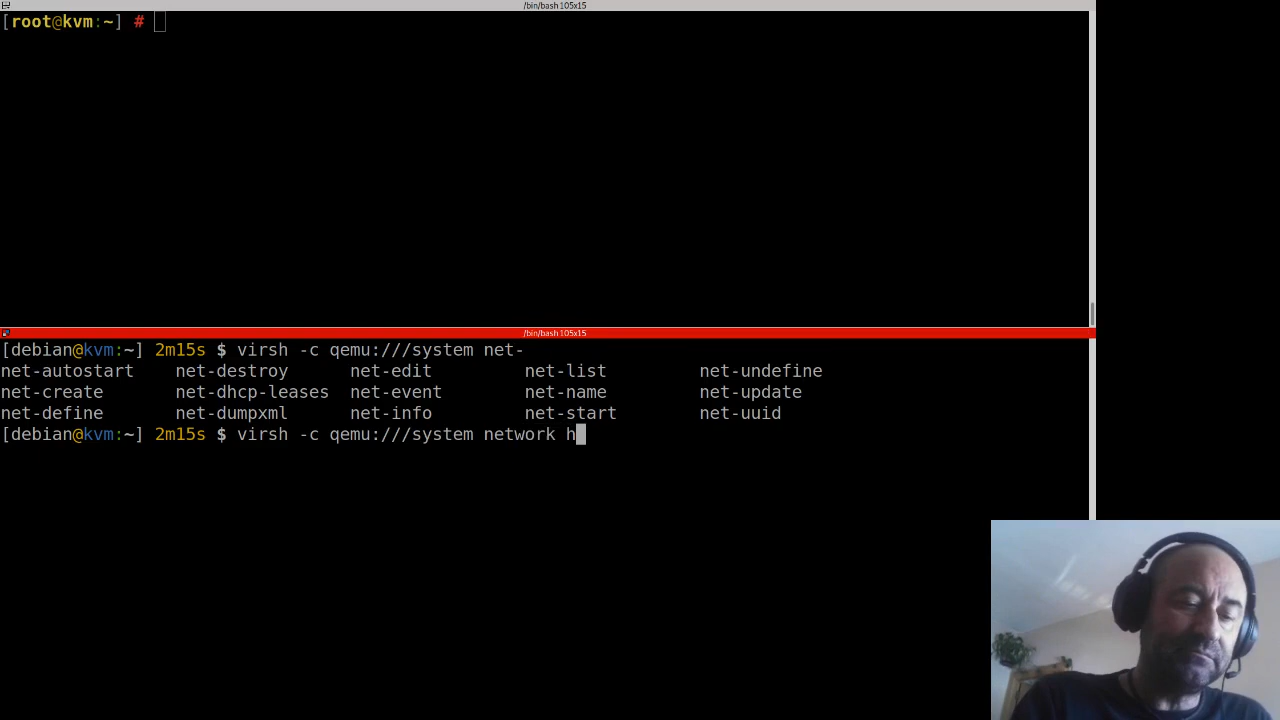 /bin/bash 105x15
[root@kvm:~] #
/bin/bash 105x15
[debian@kvm:~] 2m15s $ virsh -c qemu:///system net-
net-autostart net-destroy net-edit net-list net-undefine
net-create net-dhcp-leases net-event net-name net-update
net-define net-dumpxml net-info net-start net-uuid
[debian@kvm:~] 2m15s $ virsh -c qemu:///system network h